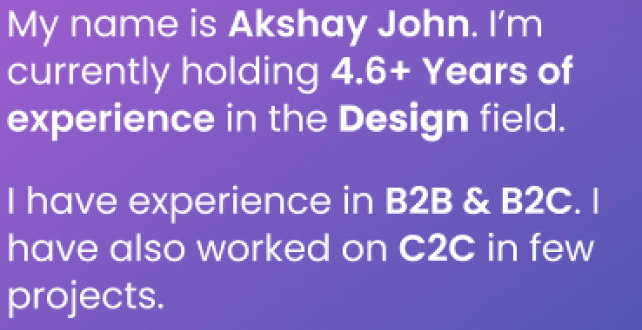 My name is Akshay John. I’m
currently holding 4.6+ Years of
experience in the Design field.
I have experience in B2B & B2C. I
have also worked on C2C in few
projects.